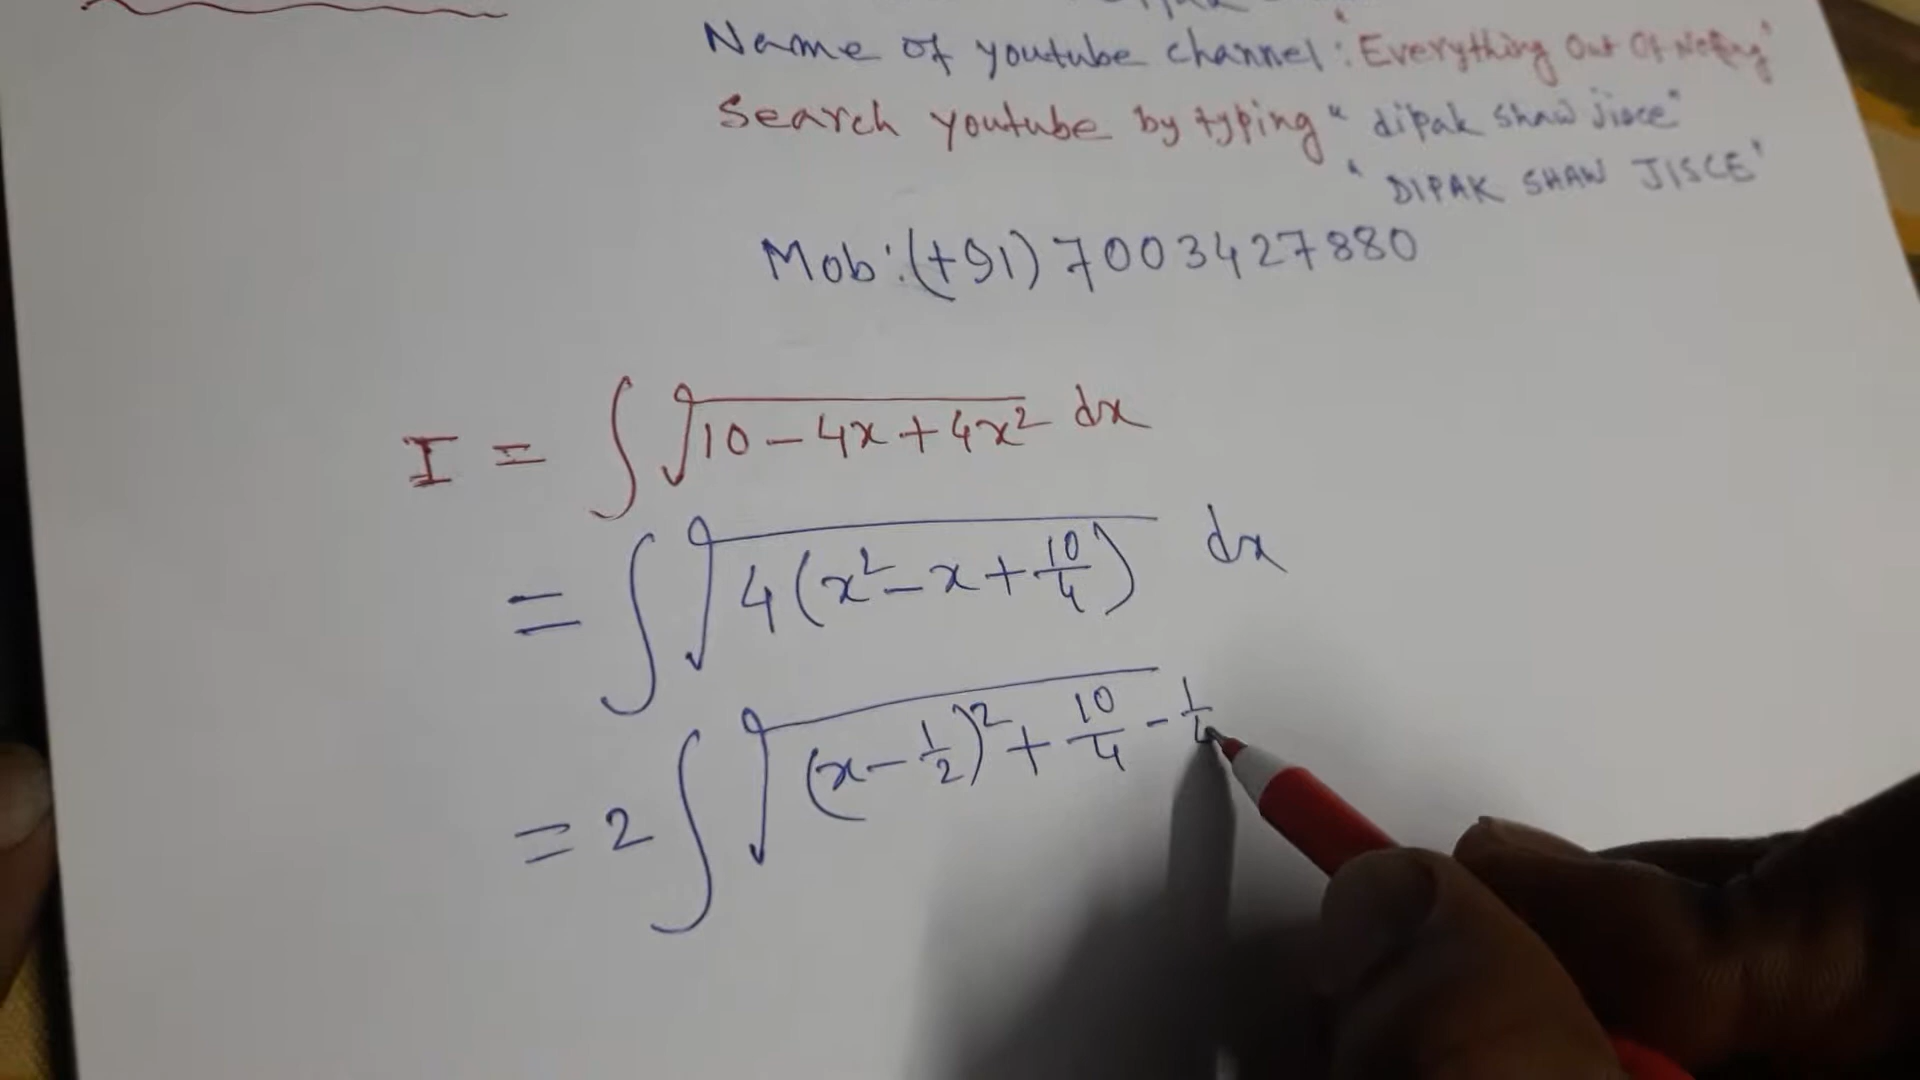 Name of youtube channel: "Everything Out Of Nothing"
Search youtube by typing "dipak shaw jisce"
"DIPAK SHAW JISCE"
Mob:(+91) 7003427880
I = ∫√(10 - 4x + 4x²) dx
= ∫√(4(x² - x + 10/4)) dx
= 2∫√((x - 1/2)² + 10/4 - 1/4)